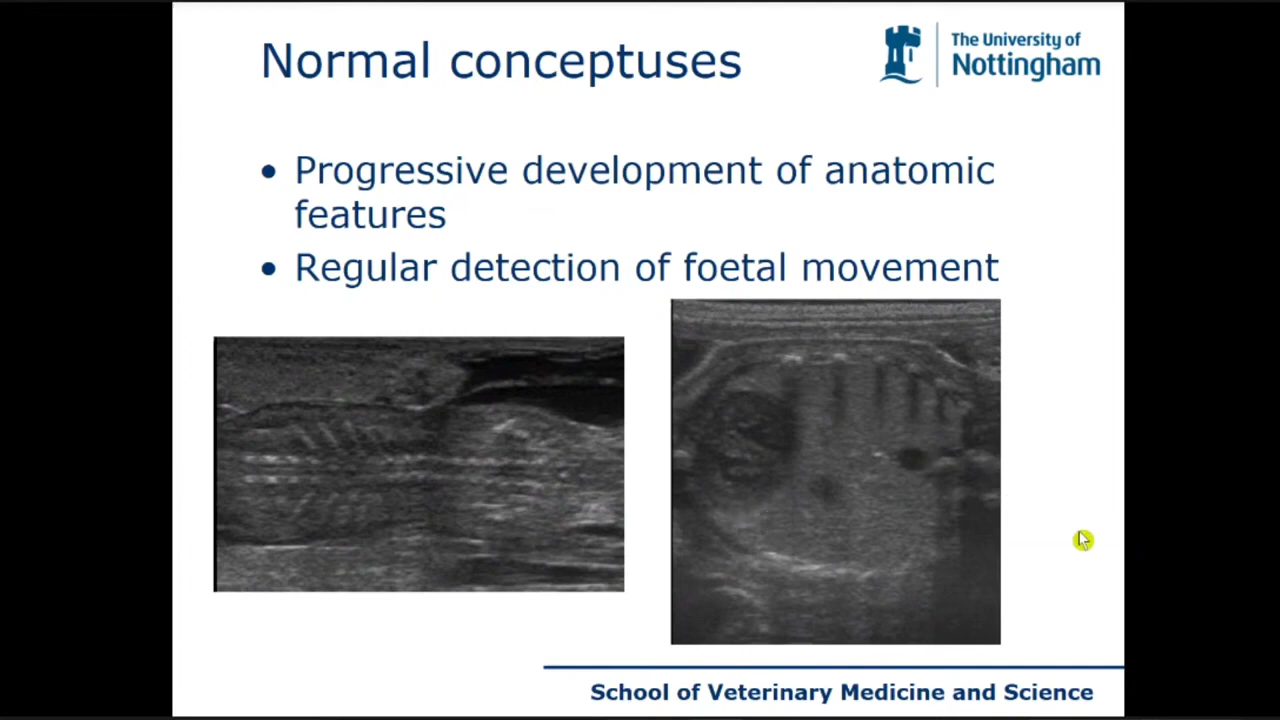 Normal conceptuses
The University of
Nottingham
• Progressive development of anatomic
features
• Regular detection of foetal movement
School of Veterinary Medicine and Science